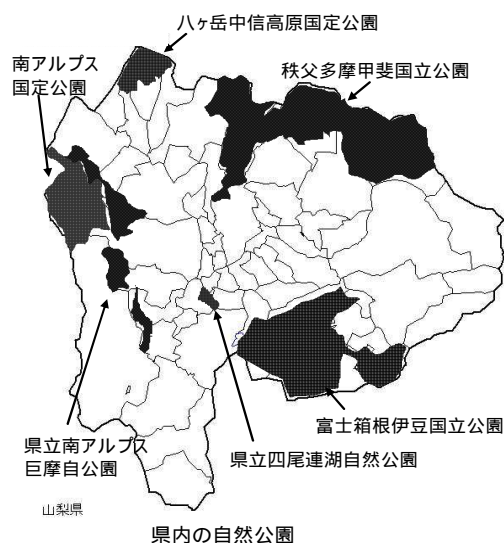 八ヶ岳中信高原国定公園
南アルプス
国定公園
秩父多摩甲斐国立公園
富士箱根伊豆国立公園
県立南アルプス
巨摩自公園
県立四尾連湖自然公園
山梨県
県内の自然公園